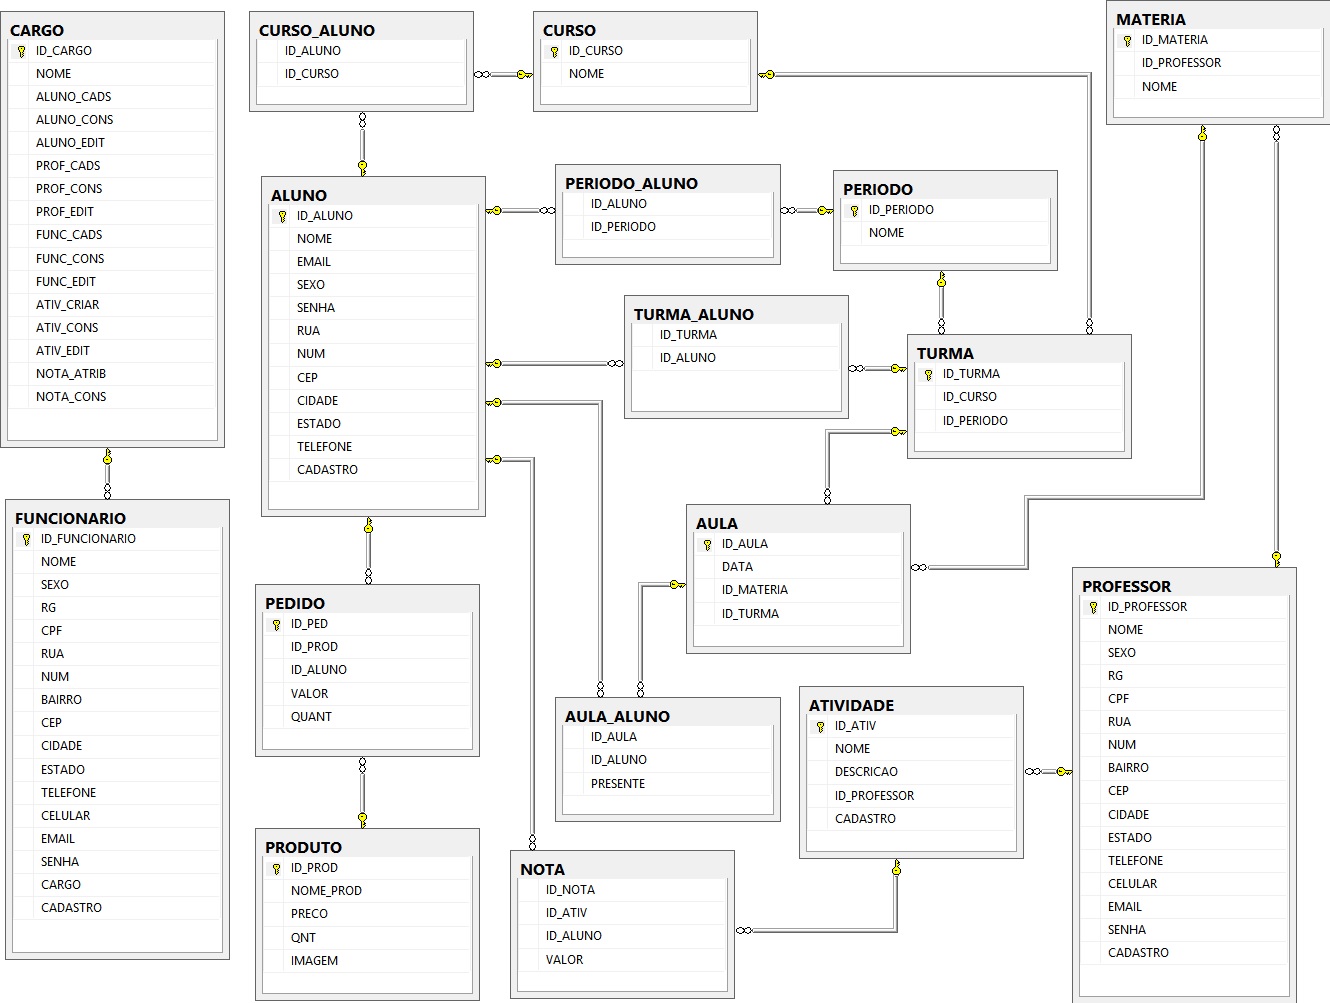 CARGO
ID_CARGO
NOME
ALUNO_CADS
ALUNO_CONS
ALUNO_EDIT
PROF_CADS
PROF_CONS
PROF_EDIT
FUNC_CADS
FUNC_CONS
FUNC_EDIT
ATIV_CRIAR
ATIV_CONS
ATIV_EDIT
NOTA_ATRIB
NOTA_CONS
CURSO_ALUNO
ID_ALUNO
ID_CURSO
CURSO
ID_CURSO
NOME
MATERIA
ID_MATERIA
ID_PROFESSOR
NOME
ALUNO
ID_ALUNO
NOME
EMAIL
SEXO
SENHA
RUA
NUM
CEP
CIDADE
ESTADO
TELEFONE
CADASTRO
PERIODO_ALUNO
ID_ALUNO
ID_PERIODO
PERIODO
ID_PERIODO
NOME
TURMA_ALUNO
ID_TURMA
ID_ALUNO
TURMA
ID_TURMA
ID_CURSO
ID_PERIODO
FUNCIONARIO
ID_FUNCIONARIO
NOME
SEXO
RG
CPF
RUA
NUM
BAIRRO
CEP
CIDADE
ESTADO
TELEFONE
CELULAR
EMAIL
SENHA
CARGO
CADASTRO
PEDIDO
ID_PED
ID_PROD
ID_ALUNO
VALOR
QUANT
AULA
ID_AULA
DATA
ID_MATERIA
ID_TURMA
PROFESSOR
ID_PROFESSOR
NOME
SEXO
RG
CPF
RUA
NUM
BAIRRO
CEP
CIDADE
ESTADO
TELEFONE
CELULAR
EMAIL
SENHA
CADASTRO
AULA_ALUNO
ID_AULA
ID_ALUNO
PRESENTE
ATIVIDADE
ID_ATIV
NOME
DESCRICAO
ID_PROFESSOR
CADASTRO
PRODUTO
ID_PROD
NOME_PROD
PRECO
QNT
IMAGEM
NOTA
ID_NOTA
ID_ATIV
ID_ALUNO
VALOR